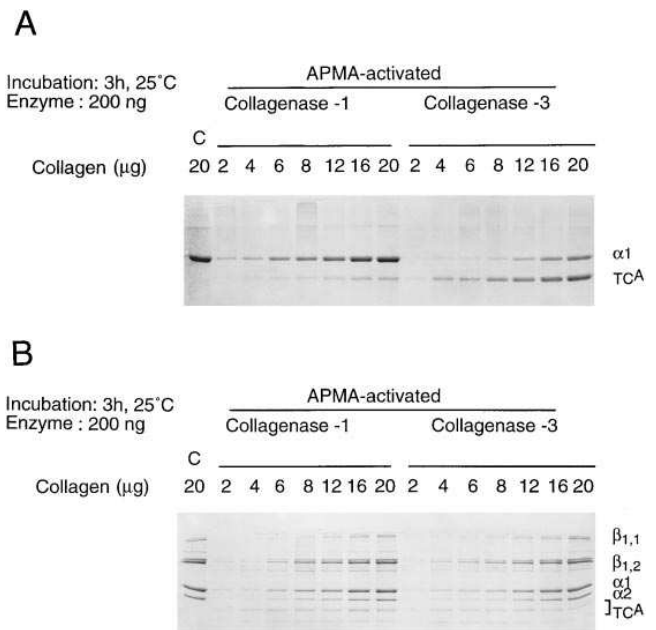 A
APMA-activated
Incubation: 3h, 25˚C
Enzyme : 200 ng
Collagenase -1 Collagenase -3
C
Collagen (μg) 20 2 4 6 8 12 16 20 2 4 6 8 12 16 20
α1
TCA
B
APMA-activated
Incubation: 3h, 25˚C
Enzyme : 200 ng
Collagenase -1 Collagenase -3
C
Collagen (μg) 20 2 4 6 8 12 16 20 2 4 6 8 12 16 20
β1,1
β1,2
α1
α2
TCA